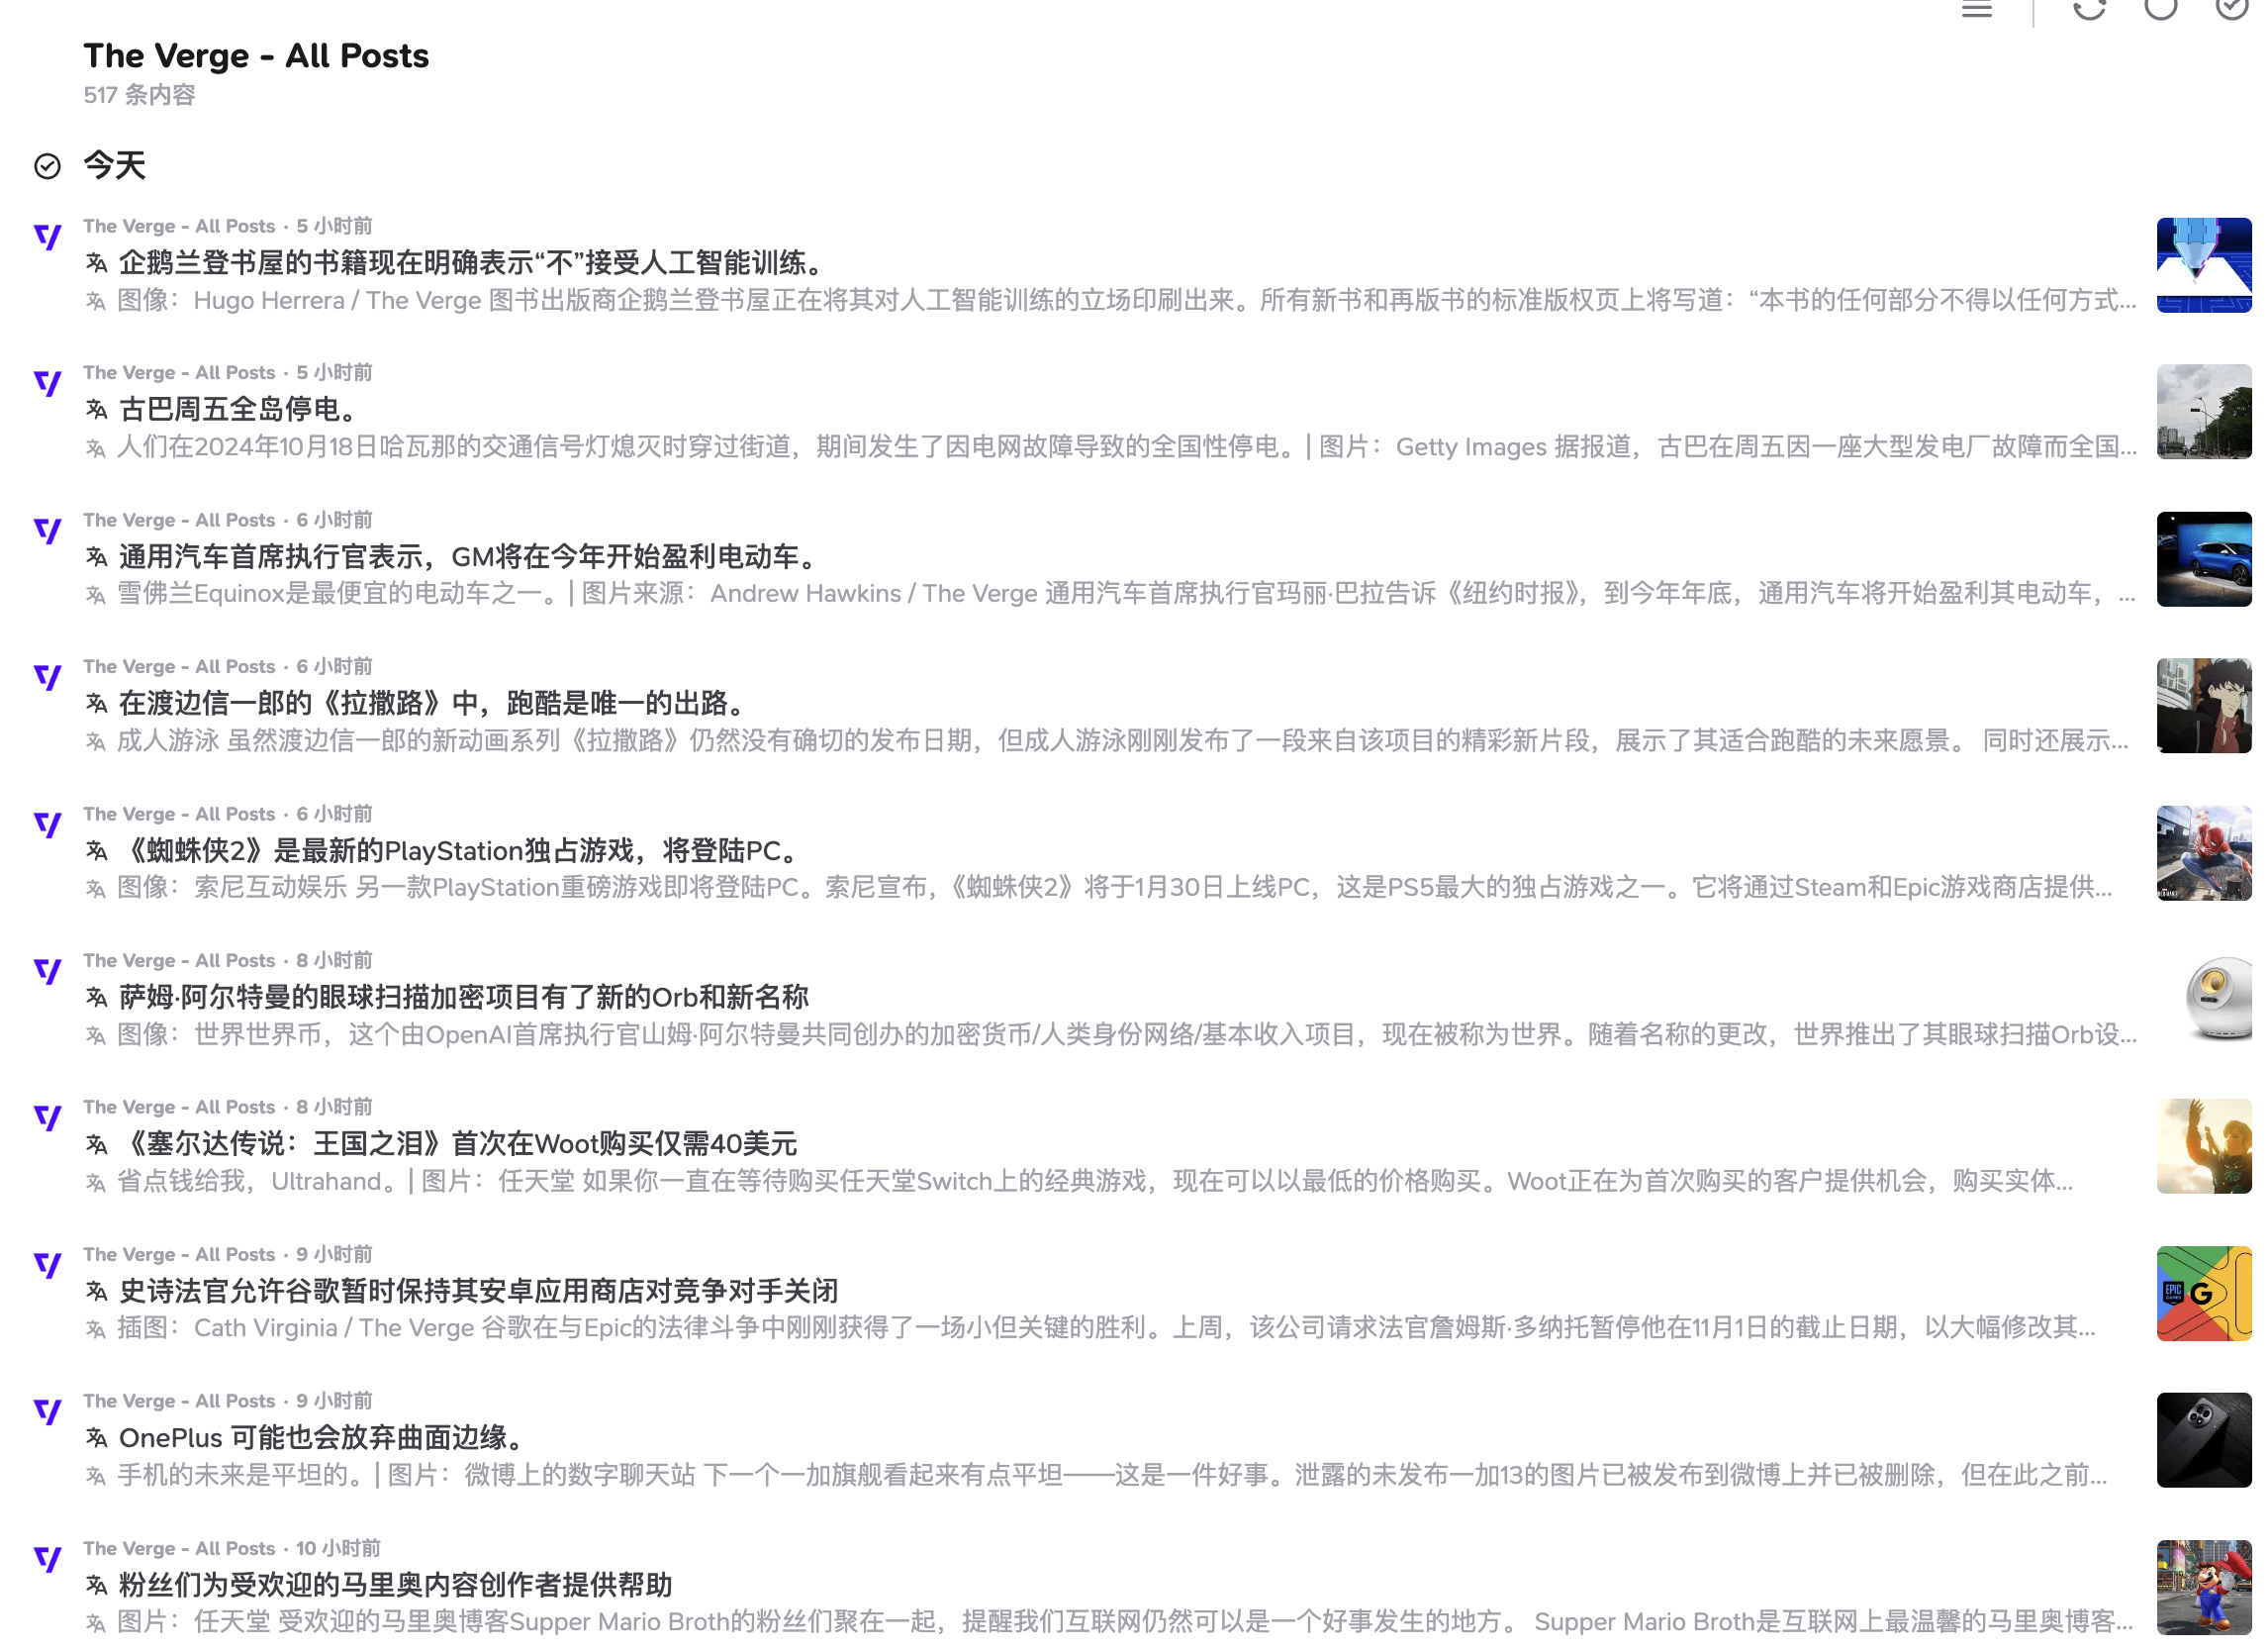 The Verge - All Posts
517 条内容
今天
The Verge - All Posts · 5 小时前
企鹅兰登书屋的书籍现在明确表示“不”接受人工智能训练。
图像：Hugo Herrera / The Verge 图书出版商企鹅兰登书屋正在将其对人工智能训练的立场印刷出来。所有新书和再版书的标准版权页上将写道：“本书的任何部分不得以任何方式...
The Verge - All Posts · 5 小时前
古巴周五全岛停电。
人们在2024年10月18日哈瓦那的交通信号灯熄灭时穿过街道，期间发生了因电网故障导致的全国性停电。| 图片：Getty Images 据报道，古巴在周五因一座大型发电厂故障而全国...
The Verge - All Posts · 6 小时前
通用汽车首席执行官表示，GM将在今年开始盈利电动车。
雪佛兰Equinox是最便宜的电动车之一。| 图片来源：Andrew Hawkins / The Verge 通用汽车首席执行官玛丽·巴拉告诉《纽约时报》，到今年年底，通用汽车将开始盈利其电动车，...
The Verge - All Posts · 6 小时前
在渡边信一郎的《拉撒路》中，跑酷是唯一的出路。
成人游泳 虽然渡边信一郎的新动画系列《拉撒路》仍然没有确切的发布日期，但成人游泳刚刚发布了一段来自该项目的精彩新片段，展示了其适合跑酷的未来愿景。 同时还展示...
The Verge - All Posts · 6 小时前
《蜘蛛侠2》是最新的PlayStation独占游戏，将登陆PC。
图像：索尼互动娱乐 另一款PlayStation重磅游戏即将登陆PC。索尼宣布，《蜘蛛侠2》将于1月30日上线PC，这是PS5最大的独占游戏之一。它将通过Steam和Epic游戏商店提供...
The Verge - All Posts · 8 小时前
萨姆·阿尔特曼的眼球扫描加密项目有了新的Orb和新名称
图像：世界世界币，这个由OpenAI首席执行官山姆·阿尔特曼共同创办的加密货币/人类身份网络/基本收入项目，现在被称为世界。随着名称的更改，世界推出了其眼球扫描Orb设...
The Verge - All Posts · 8 小时前
《塞尔达传说：王国之泪》首次在Woot购买仅需40美元
省点钱给我，Ultrahand。| 图片：任天堂 如果你一直在等待购买任天堂Switch上的经典游戏，现在可以以最低的价格购买。Woot正在为首次购买的客户提供机会，购买实体...
The Verge - All Posts · 9 小时前
史诗法官允许谷歌暂时保持其安卓应用商店对竞争对手关闭
插图：Cath Virginia / The Verge 谷歌在与Epic的法律斗争中刚刚获得了一场小但关键的胜利。上周，该公司请求法官詹姆斯·多纳托暂停他在11月1日的截止日期，以大幅修改其...
EPIC
GAMES
The Verge - All Posts · 9 小时前
OnePlus 可能也会放弃曲面边缘。
手机的未来是平坦的。| 图片：微博上的数字聊天站 下一个一加旗舰看起来有点平坦——这是一件好事。泄露的未发布一加13的图片已被发布到微博上并已被删除，但在此之前...
The Verge - All Posts · 10 小时前
粉丝们为受欢迎的马里奥内容创作者提供帮助
图片：任天堂 受欢迎的马里奥博客Supper Mario Broth的粉丝们聚在一起，提醒我们互联网仍然可以是一个好事发生的地方。 Supper Mario Broth是互联网上最温馨的马里奥博客...